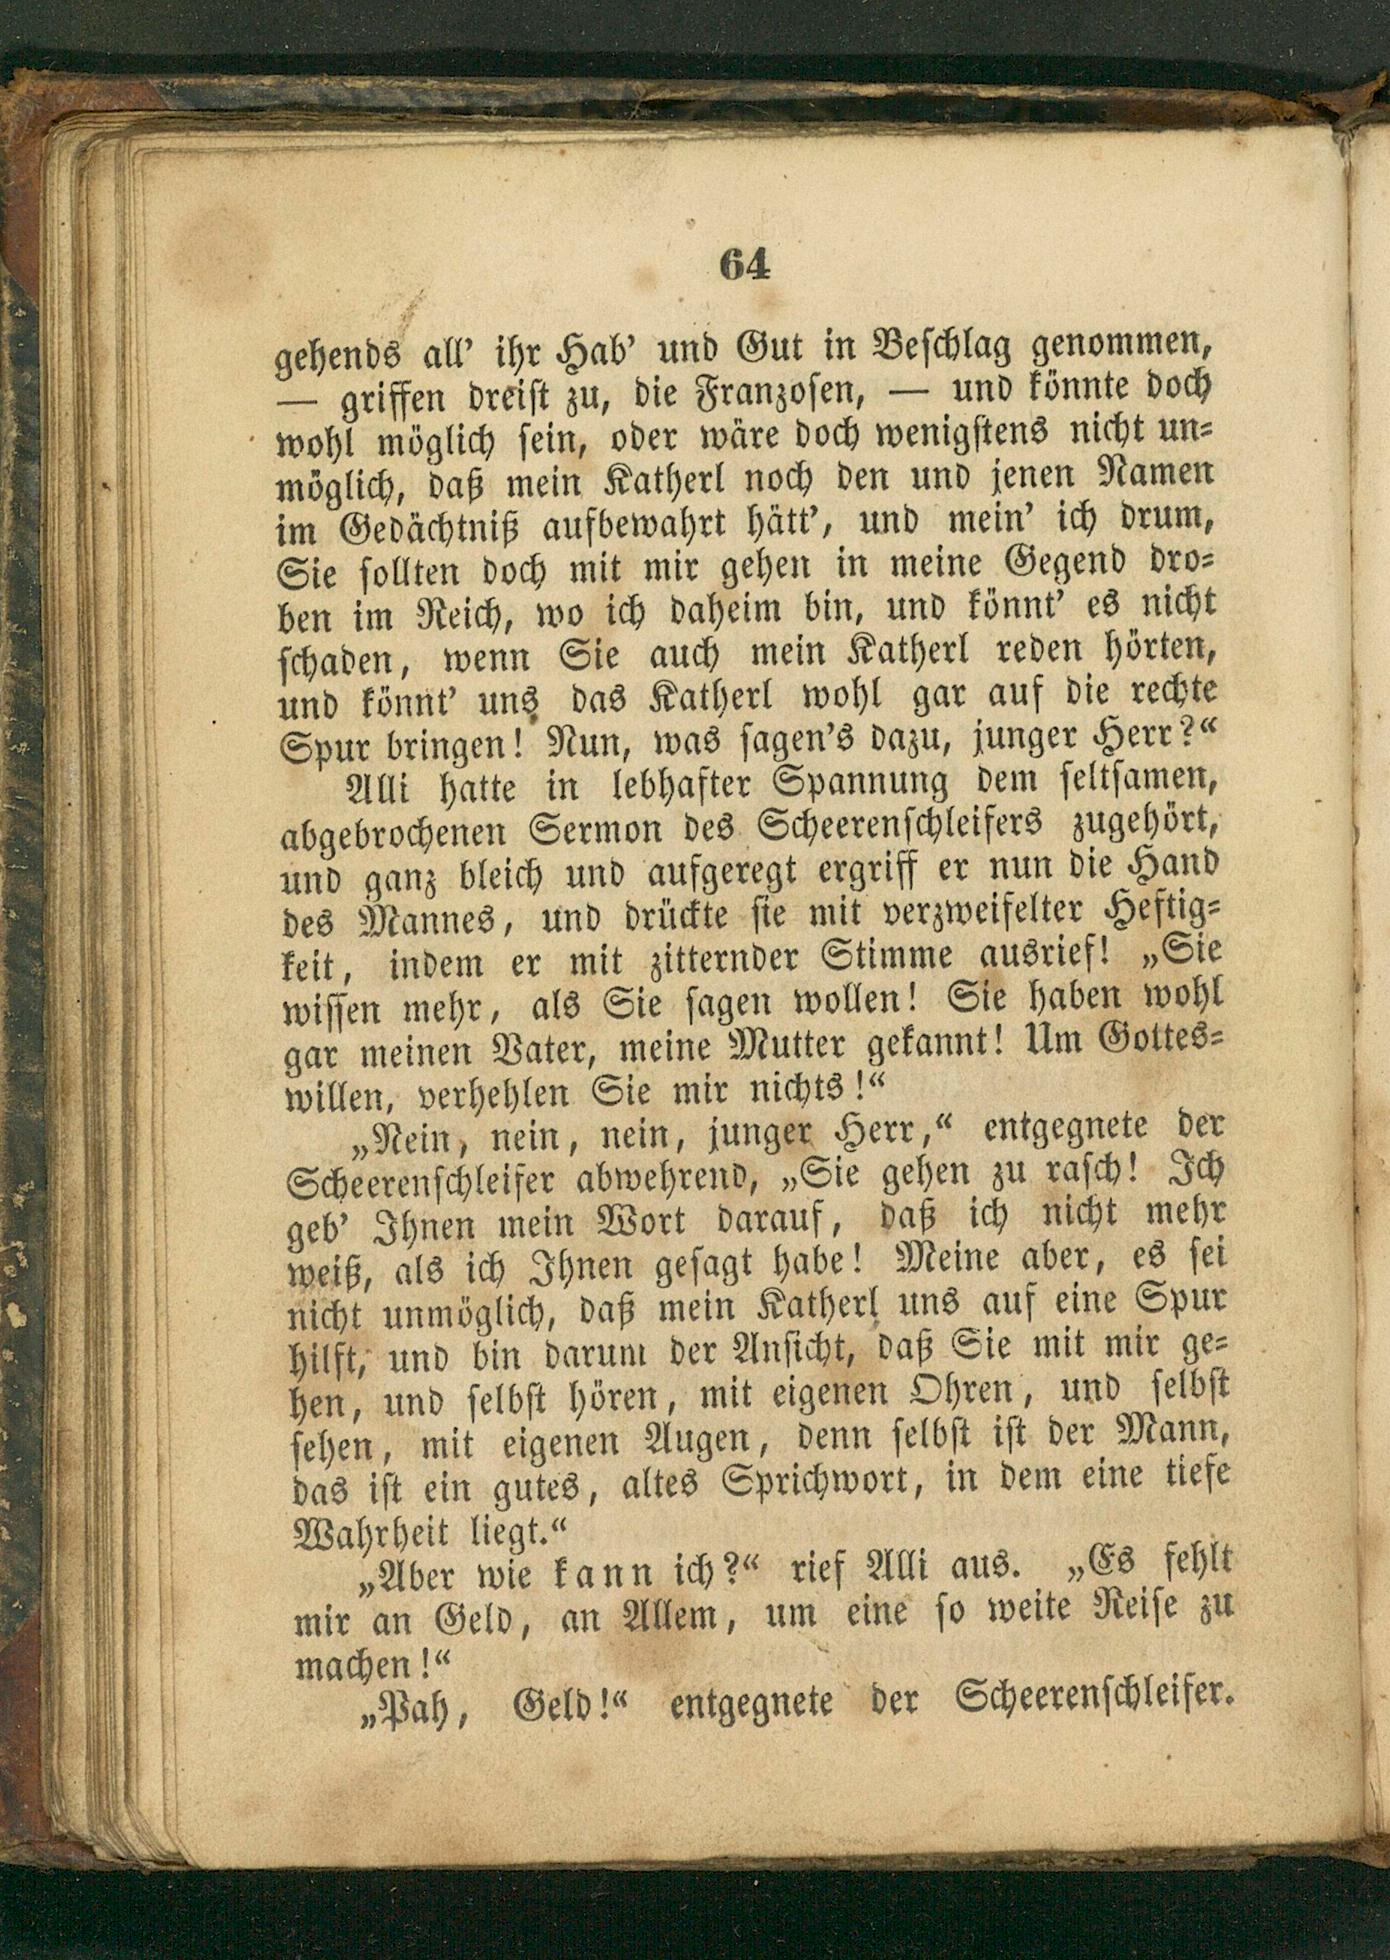 64
gehends all' ihr Hab' und Gut in Beschlag genommen,
— griffen dreist zu, die Franzosen, — und könnte doch
wohl möglich sein, oder wäre doch wenigstens nicht un-
möglich, daß mein Katherl noch den und jenen Namen
im Gedächtniß aufbewahrt hätt', und mein' ich drum,
Sie sollten doch mit mir gehen in meine Gegend dro-
ben im Reich, wo ich daheim bin, und könnt' es nicht
schaden, wenn Sie auch mein Katherl reden hörten,
und könnt' uns das Katherl wohl gar auf die rechte
Spur bringen! Nun, was sagen's dazu, junger Herr?“
Alli hatte in lebhafter Spannung dem seltsamen,
abgebrochenen Sermon des Scheerenschleifers zugehört,
und ganz bleich und aufgeregt ergriff er nun die Hand
des Mannes, und drückte sie mit verzweifelter Heftig-
keit, indem er mit zitternder Stimme ausrief! „Sie
wissen mehr, als Sie sagen wollen! Sie haben wohl
gar meinen Vater, meine Mutter gekannt! Um Gottes-
willen, verhehlen Sie mir nichts!“
„Nein, nein, nein, junger Herr,“ entgegnete der
Scheerenschleifer abwehrend, „Sie gehen zu rasch! Ich
geb' Ihnen mein Wort darauf, daß ich nicht mehr
weiß, als ich Ihnen gesagt habe! Meine aber, es sei
nicht unmöglich, daß mein Katherl uns auf eine Spur
hilft, und bin darum der Ansicht, daß Sie mit mir ge-
hen, und selbst hören, mit eigenen Ohren, und selbst
sehen, mit eigenen Augen, denn selbst ist der Mann,
das ist ein gutes, altes Sprichwort, in dem eine tiefe
Wahrheit liegt.“
„Aber wie kann ich?“ rief Alli aus. „Es fehlt
mir an Geld, an Allem, um eine so weite Reise zu
machen!“
„Pah, Geld!“ entgegnete der Scheerenschleifer.